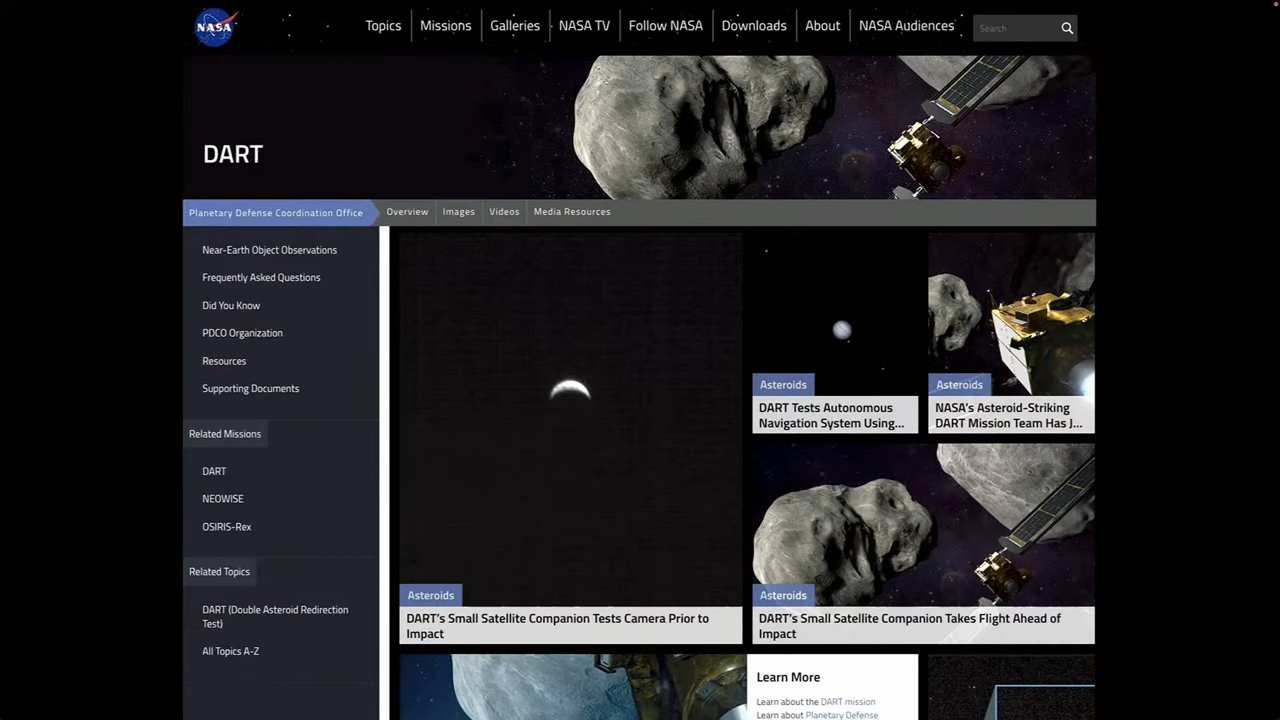 NASA
Topics
Missions
Galleries
NASA TV
Follow NASA
Downloads
About
NASA Audiences
Search
DART
Planetary Defense Coordination Office
Overview
Images
Videos
Media Resources
Near-Earth Object Observations
Frequently Asked Questions
Did You Know
PDCO Organization
Resources
Supporting Documents
Related Missions
DART
NEOWISE
OSIRIS-Rex
Related Topics
DART (Double Asteroid Redirection
Test)
All Topics A-Z
Asteroids
DART's Small Satellite Companion Tests Camera Prior to
Impact
Asteroids
DART Tests Autonomous
Navigation System Using...
Asteroids
NASA's Asteroid-Striking
DART Mission Team Has J...
Asteroids
DART's Small Satellite Companion Takes Flight Ahead of
Impact
Learn More
Learn about the DART mission
Learn about Planetary Defense